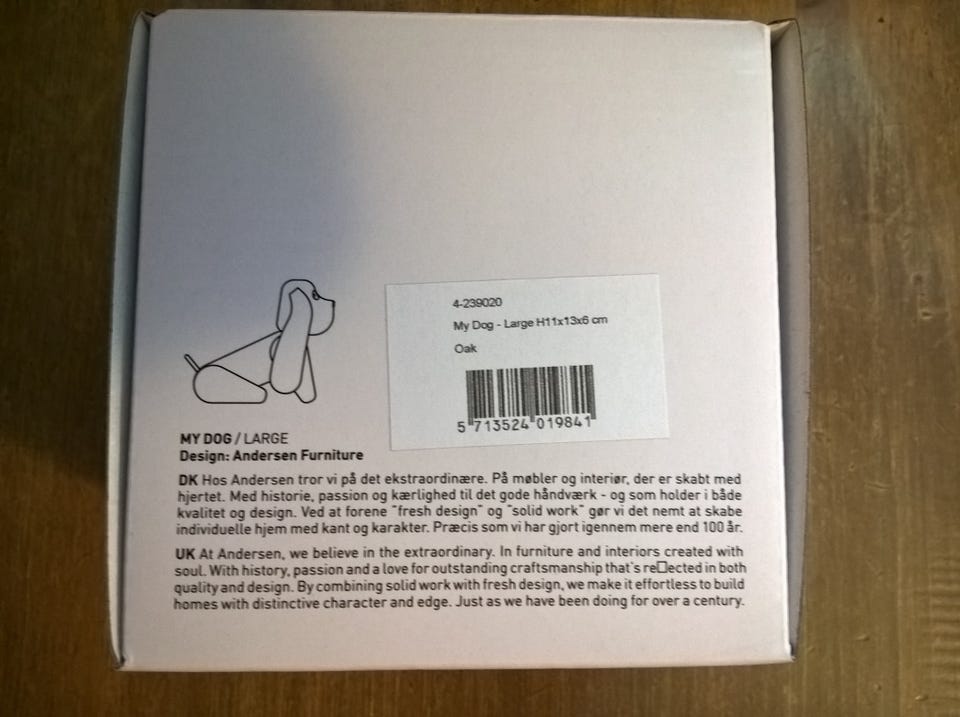 4-239020
My Dog - Large H11x13x6 cm
Oak
5 713524 019841
MY DOG / LARGE
Design: Andersen Furniture
DK Hos Andersen tror vi på det ekstraordinære. På møbler og interiør, der er skabt med
hjertet. Med historie, passion og kærlighed til det gode håndværk - og som holder i både
kvalitet og design. Ved at forene "fresh design" og "solid work" gør vi det nemt at skabe
individuelle hjem med kant og karakter. Præcis som vi har gjort igennem mere end 100 år.
UK At Andersen, we believe in the extraordinary. In furniture and interiors created with
soul. With history, passion and a love for outstanding craftsmanship that's re□ected in both
quality and design. By combining solid work with fresh design, we make it effortless to build
homes with distinctive character and edge. Just as we have been doing for over a century.